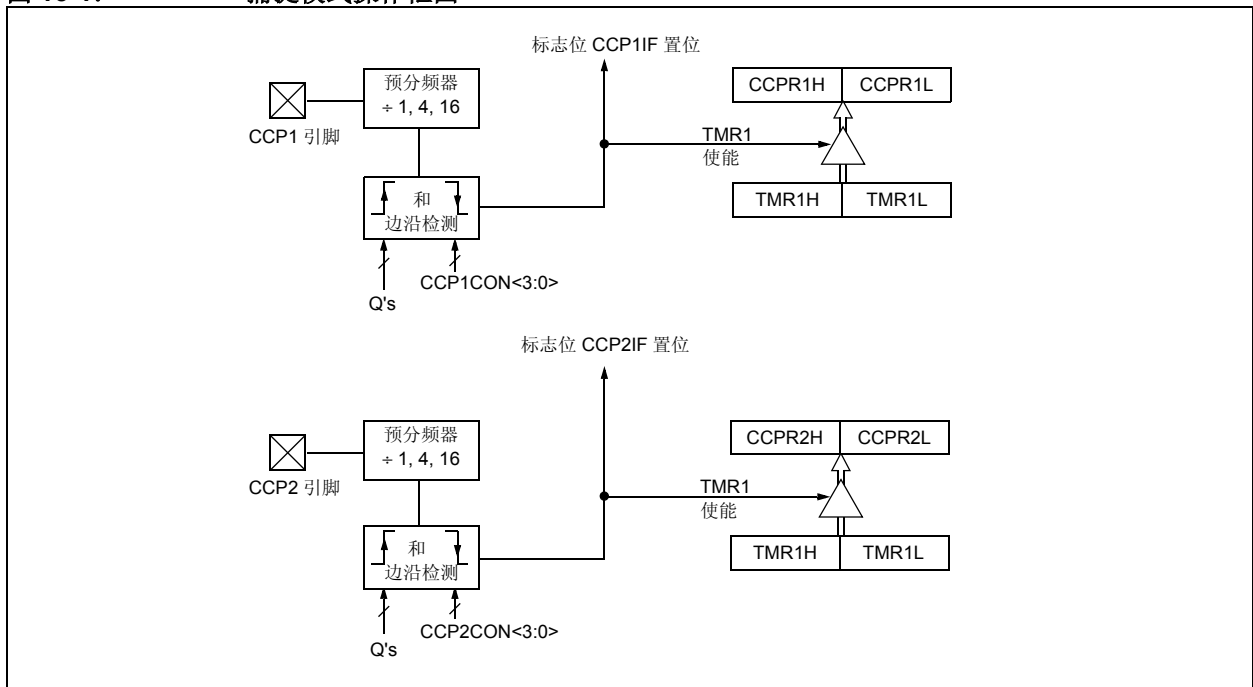 标志位 CCP1IF 置位
预分频器
÷ 1, 4, 16
CCP1 引脚
CCPR1H CCPR1L
TMR1
使能
和
边沿检测
TMR1H TMR1L
CCP1CON<3:0>
Q's
标志位 CCP2IF 置位
预分频器
÷ 1, 4, 16
CCP2 引脚
CCPR2H CCPR2L
TMR1
使能
和
边沿检测
TMR1H TMR1L
CCP2CON<3:0>
Q's